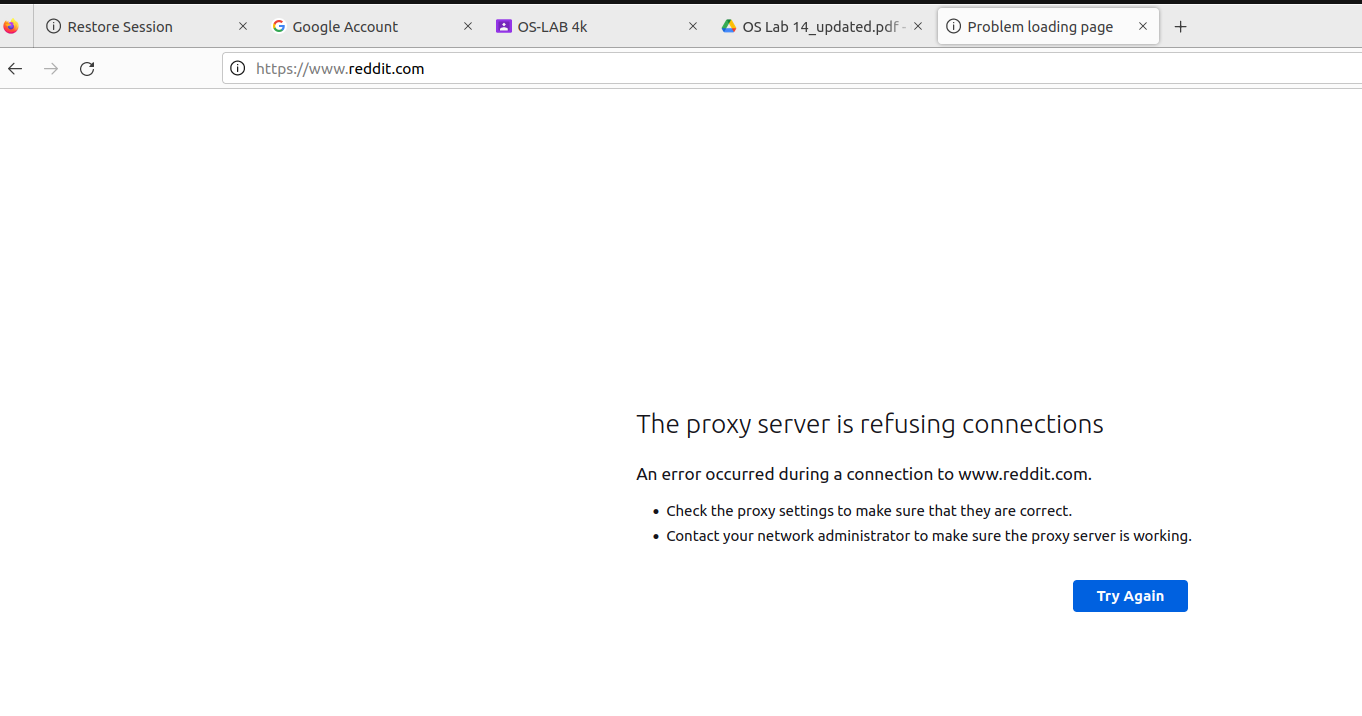 Restore Session
Google Account
OS-LAB 4k
OS Lab 14_updated.pdf -
Problem loading page
https://www.reddit.com
The proxy server is refusing connections
An error occurred during a connection to www.reddit.com.
Check the proxy settings to make sure that they are correct.
Contact your network administrator to make sure the proxy server is working.
Try Again